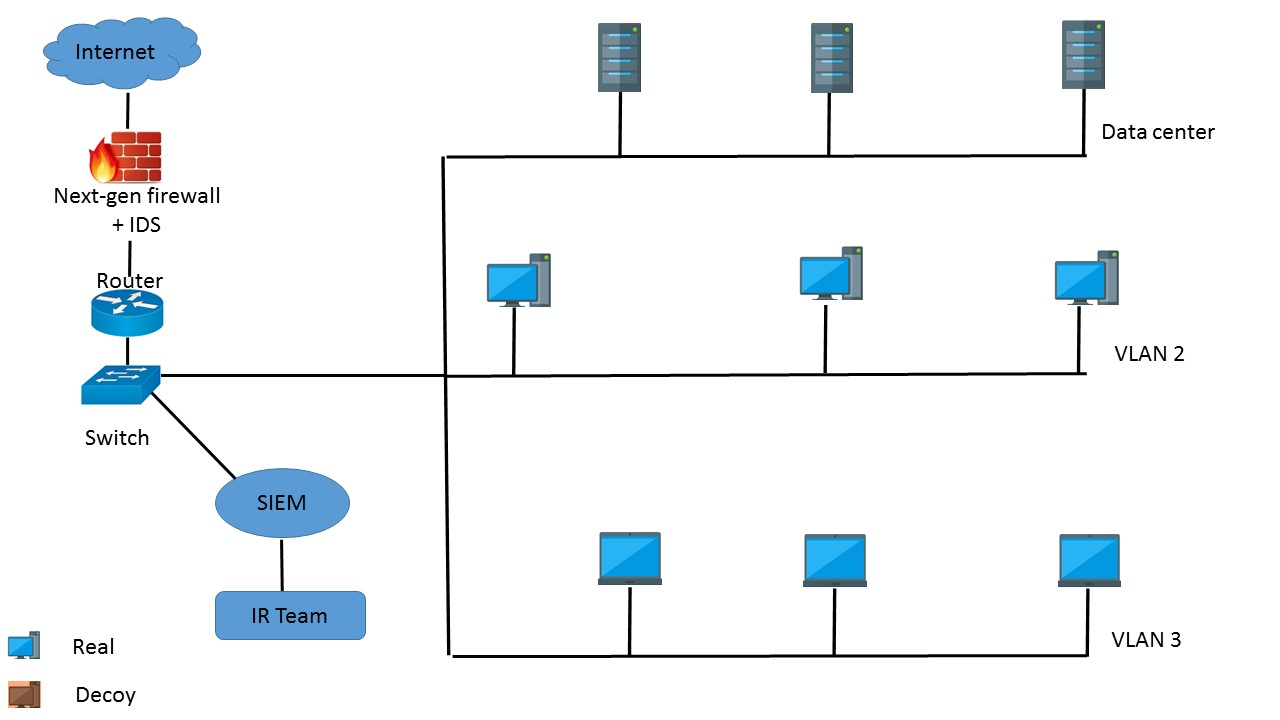 Internet
Data center
Next-gen firewall
+ IDS
Router
VLAN 2
Switch
SIEM
IR Team
VLAN 3
Real
Decoy